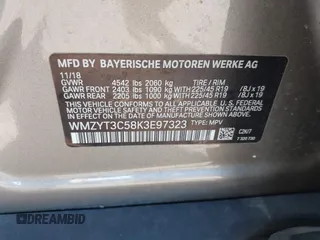 MFD BY BAYERISCHE MOTOREN WERKE AG
11/18
GVWR 4542 lbs 2060 kg TIRE / RIM
GAWR FRONT 2403 lbs 1090 kg WITH 225/45 R19 / 8J x 19
GAWR REAR 2205 lbs 1000 kg WITH 225/45 R19 / 8J x 19
THIS VEHICLE CONFORMS TO ALL APPLICABLE FEDERAL
MOTOR VEHICLE SAFETY, BUMPER, AND THEFT PREVENTION
STANDARDS IN EFFECT ON THE DATE OF
MANUFACTURE SHOWN ABOVE.
WMZYT3C58K3E97323 TYPE: MPV
DREAMBID